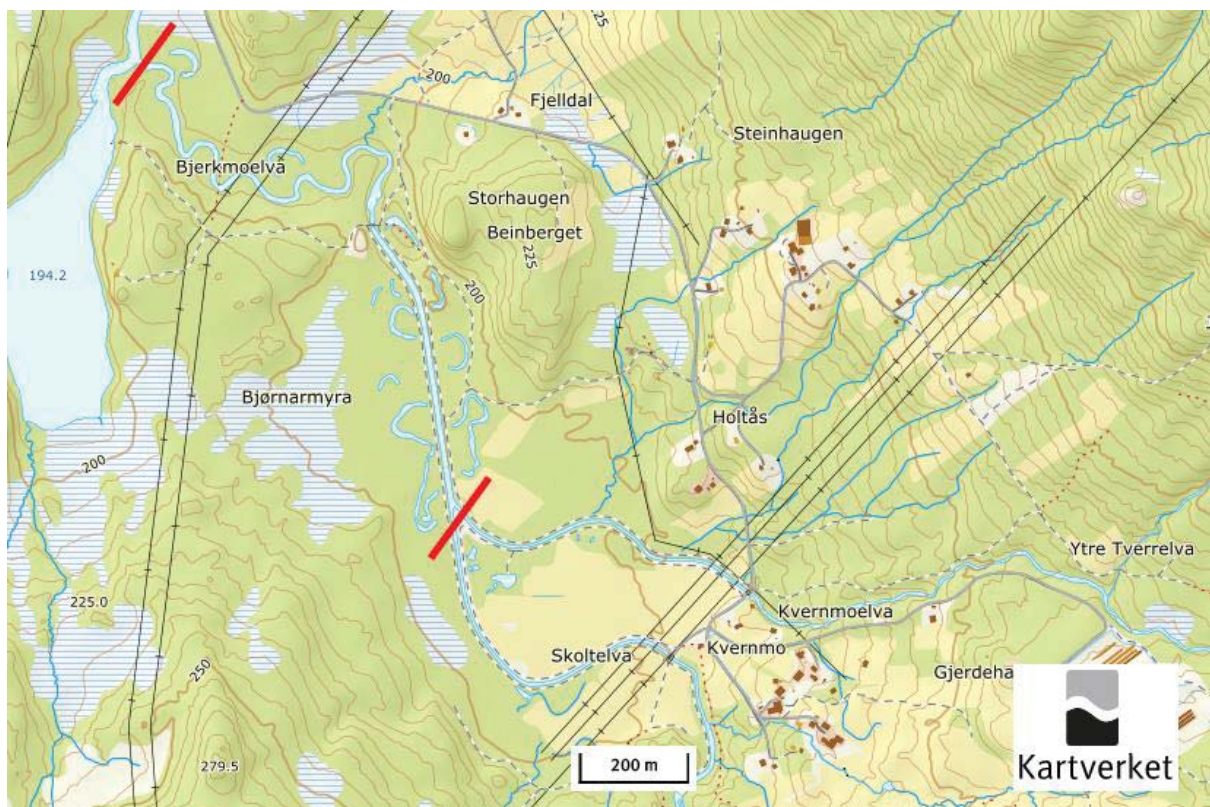 225
200
Fjelldal
Steinhaugen
Bjerkmoelva
Storhaugen
Beinberget
225
194.2
200
Bjørnarmyra
Holtås
200
Ytre Tverrelva
225.0
Kvernmoelva
250
Skoltelva
Kvernmo
Gjerdeha
279.5
200 m
Kartverket